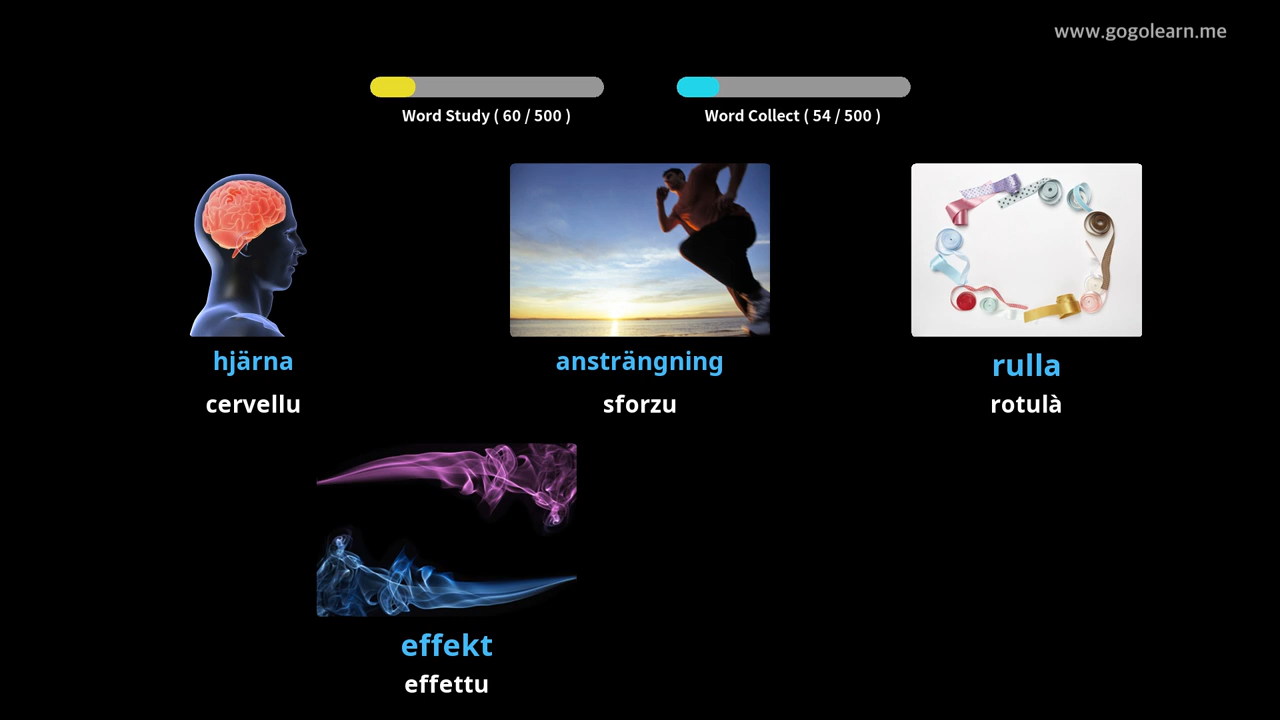 www.gogolearn.me
Word Study ( 60 / 500 )
Word Collect ( 54 / 500 )
hjärna
ansträngning
rulla
cervellu
sforzu
rotulà
effekt
effettu